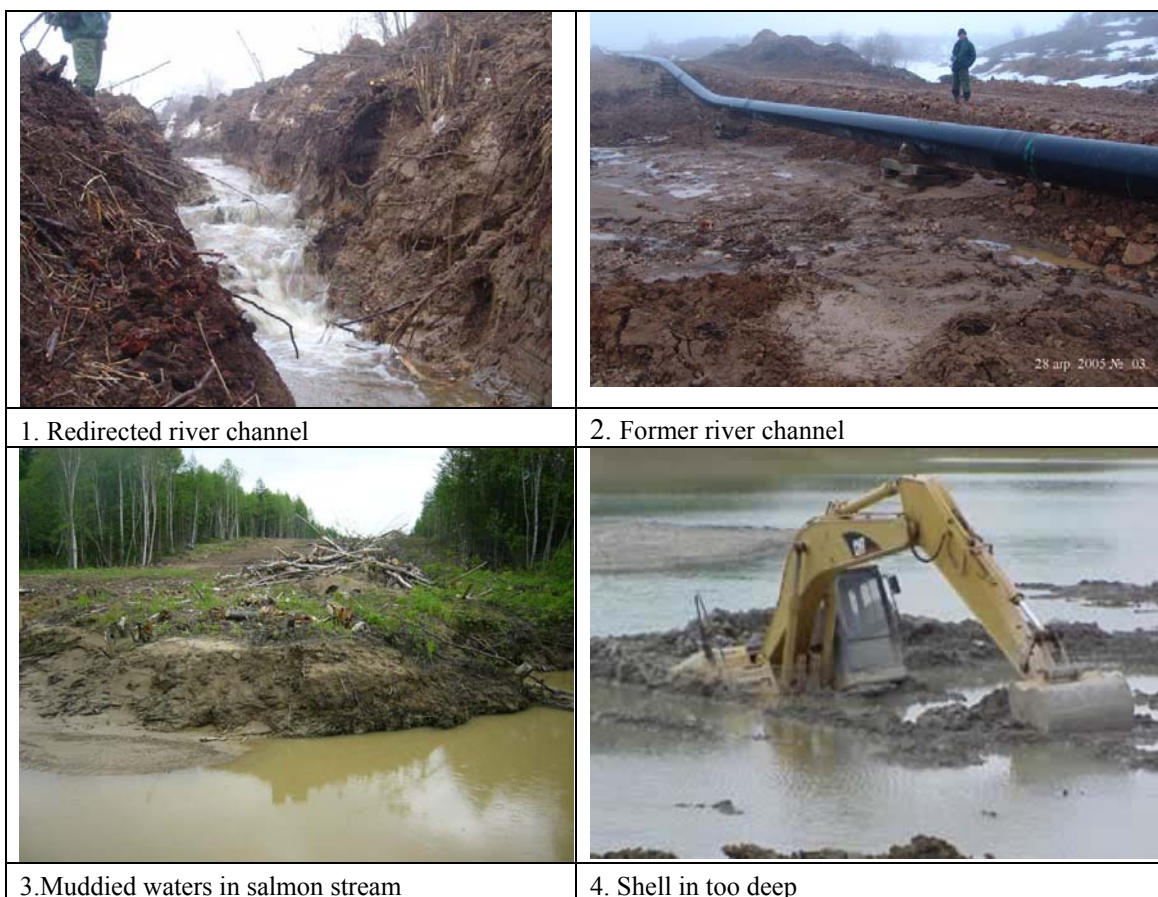 28 апр. 2005 № 03
1. Redirected river channel
2. Former river channel
3.Muddied waters in salmon stream
4. Shell in too deep